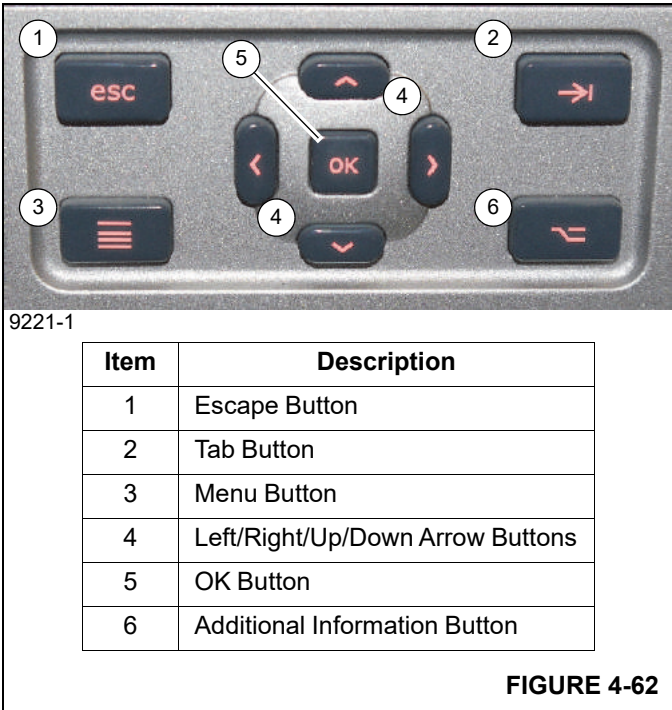 1
2
5
esc
4
OK
3
4
6
9221-1
Item Description
1 Escape Button
2 Tab Button
3 Menu Button
4 Left/Right/Up/Down Arrow Buttons
5 OK Button
6 Additional Information Button
FIGURE 4-62